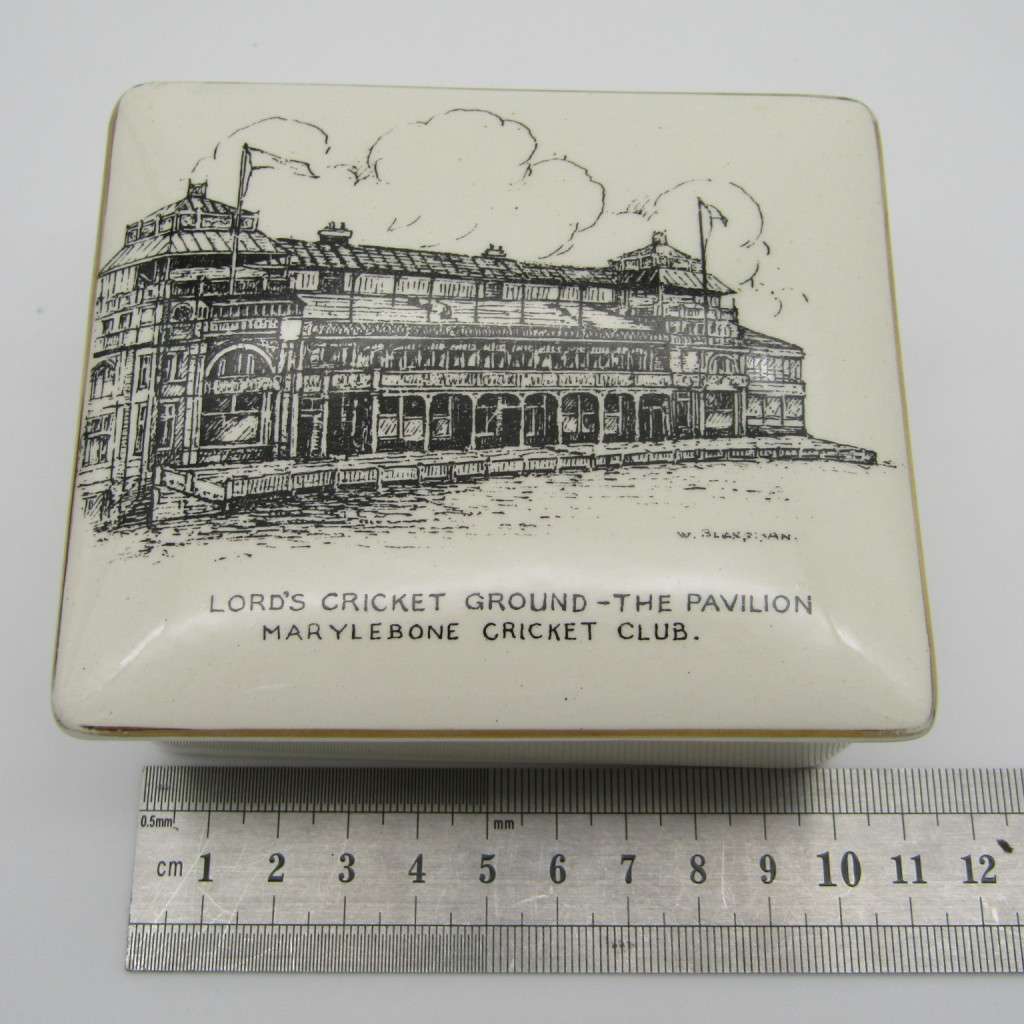 W. BLAKEMAN.
LORD'S CRICKET GROUND - THE PAVILION
MARYLEBONE CRICKET CLUB.
0.5mm
mm
cm 1 2 3 4 5 6 7 8 9 10 11 12